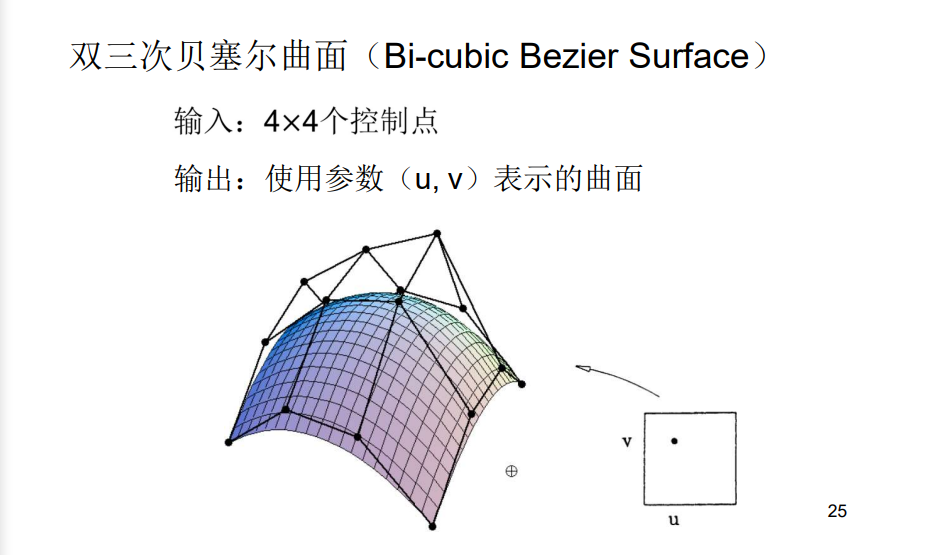 双三次贝塞尔曲面（Bi-cubic Bezier Surface）
输入：4×4个控制点
输出：使用参数（u, v）表示的曲面
v
u
25